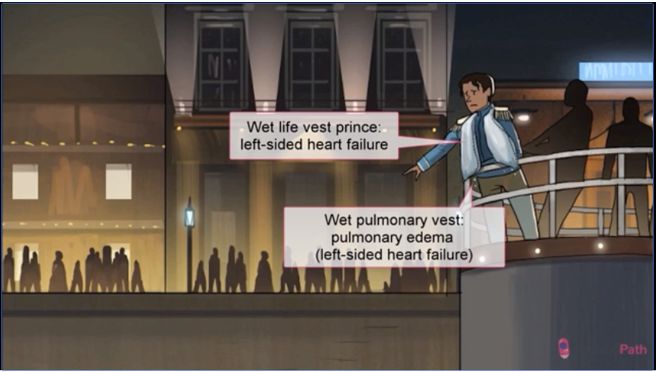 Wet life vest prince:
left-sided heart failure
Wet pulmonary vest:
pulmonary edema
(left-sided heart failure)
Path